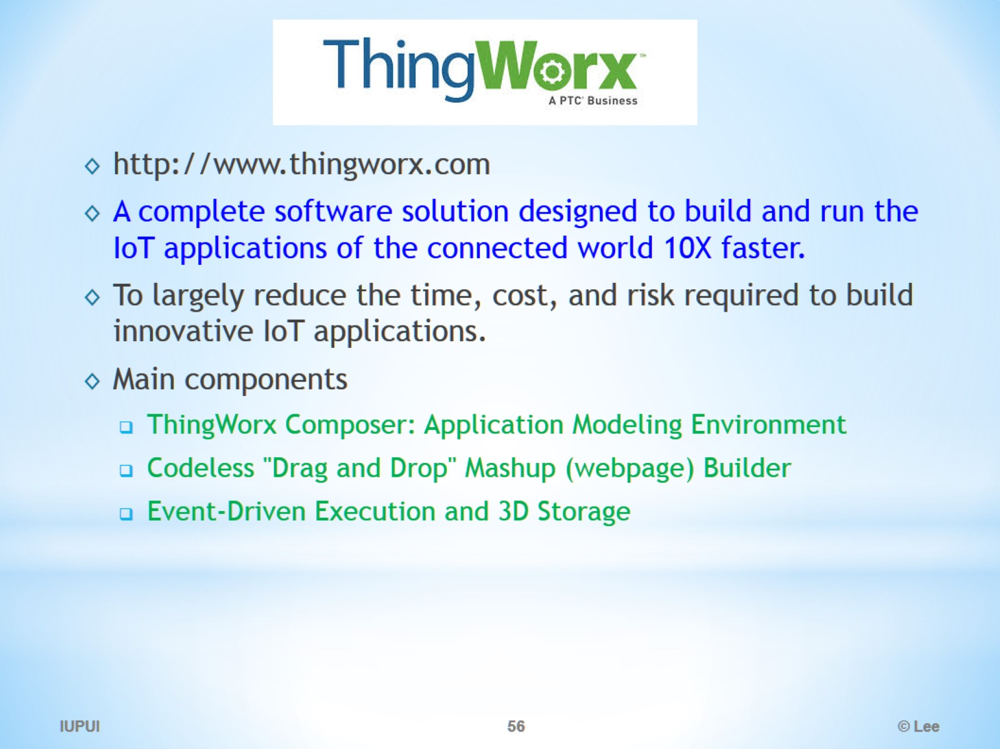 ThingWorx™
A PTC® Business
◇ http://www.thingworx.com
◇ A complete software solution designed to build and run the
IoT applications of the connected world 10X faster.
◇ To largely reduce the time, cost, and risk required to build
innovative IoT applications.
◇ Main components
❑ ThingWorx Composer: Application Modeling Environment
❑ Codeless "Drag and Drop" Mashup (webpage) Builder
❑ Event-Driven Execution and 3D Storage
IUPUI 56 © Lee